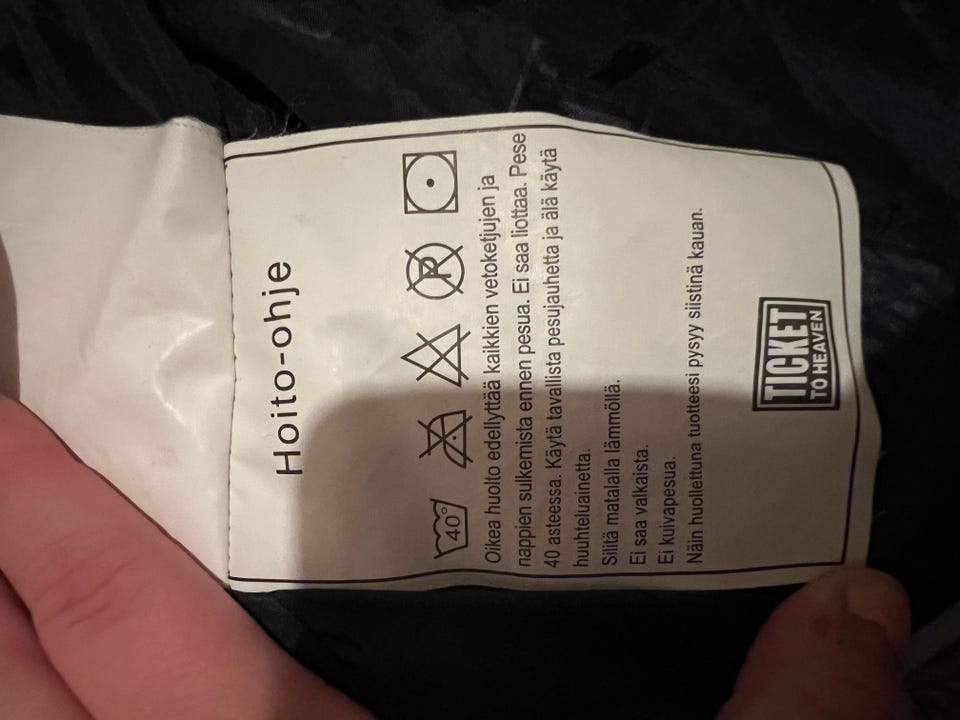 Hoito-ohje
40°
P
Oikea huolto edellyttää kaikkien vetoketjujen ja
nappien sulkemista ennen pesua. Ei saa liottaa. Pese
40 asteessa. Käytä tavallista pesujauhetta ja älä käytä
huuhteluainetta.
Silitä matalalla lämmöllä.
Ei saa valkaista.
Ei kuivapesua.
Näin huollettuna tuotteesi pysyy siistinä kauan.
TICKET
TO HEAVEN